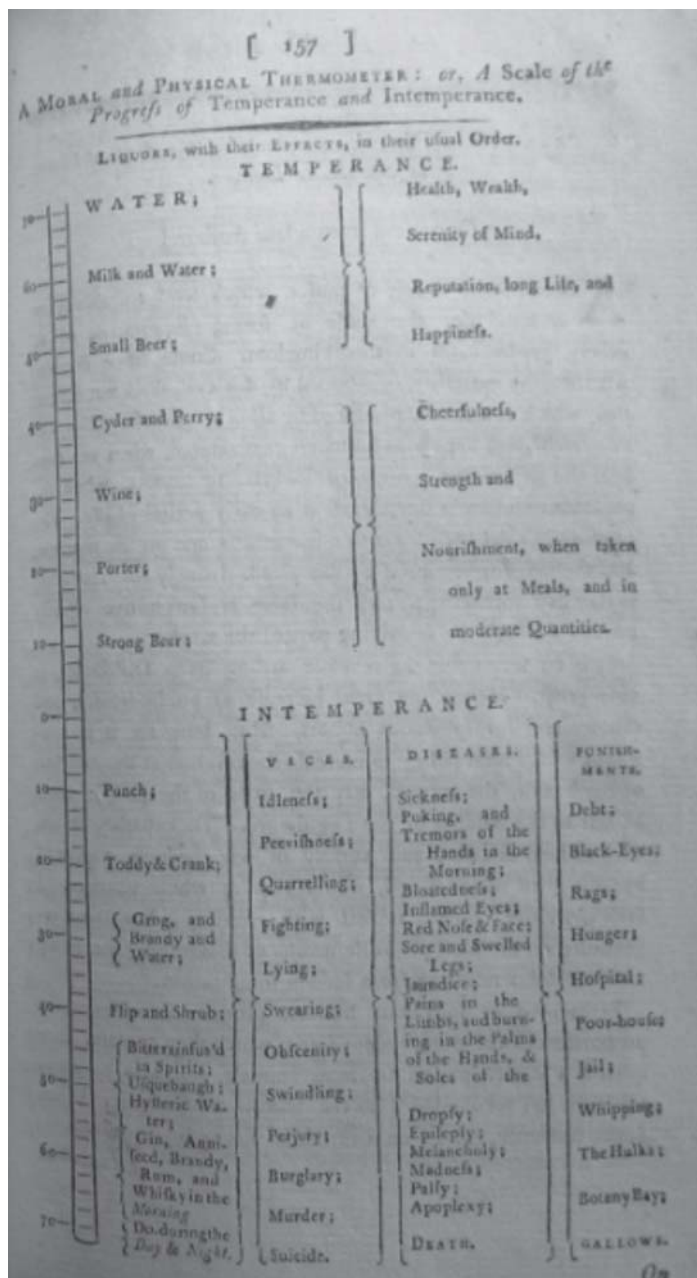 [ 157 ]
A MORAL and PHYSICAL THERMOMETER: or, A Scale of the
Progreſs of Temperance and Intemperance.
LIQUORS, with their EFFECTS, in their uſual Order.
TEMPERANCE.
70 WATER;
Health, Wealth,
Serenity of Mind,
60 Milk and Water;
Reputation, long Life, and
50 Small Beer;
Happineſs.
40 Cyder and Perry;
Cheerfulneſs,
30 Wine;
Strength and
20 Porter;
Nouriſhment, when taken
only at Meals, and in
10 Strong Beer;
moderate Quantities.
0
INTEMPERANCE.
10 Punch;
20 Toddy & Crank;
30 Grog, and
Brandy and
Water;
40 Flip and Shrub;
Bitters infus'd
in Spirits;
50 Uſquebaugh;
Hyſteric Wa-
ter;
60 Gin, Anni-
ſeed, Brandy,
Rum, and
Whiſky in the
Morning
70 Do. during the
Day & Night.
VICES.
Idleneſs;
Peeviſhneſs;
Quarrelling;
Fighting;
Lying;
Swearing;
Obſcenity;
Swindling;
Perjury;
Burglary;
Murder;
Suicide.
DISEASES.
Sickneſs;
Puking, and
Tremors of the
Hands in the
Morning;
Bloatedneſs;
Inflamed Eyes;
Red Noſe & Face;
Sore and Swelled
Legs;
Jaundice;
Pains in the
Limbs, and burn-
ing in the Palms
of the Hands, &
Soles of the
Dropſy;
Epilepſy;
Melancholy;
Madneſs;
Palſy;
Apoplexy;
DEATH.
PUNISH-
MENTS.
Debt;
Black-Eyes;
Rags;
Hunger;
Hoſpital;
Poor-houſe;
Jail;
Whipping;
The Hulks;
Botany Bay;
GALLOWS.